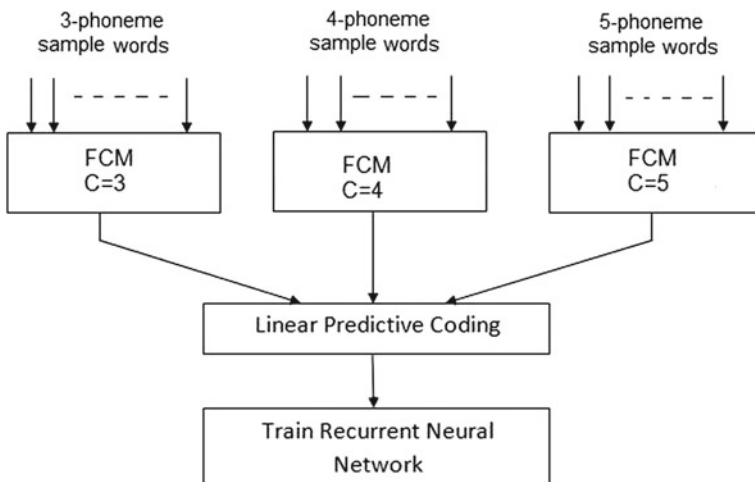 3-phoneme
sample words
4-phoneme
sample words
5-phoneme
sample words
FCM
C=3
FCM
C=4
FCM
C=5
Linear Predictive Coding
Train Recurrent Neural
Network